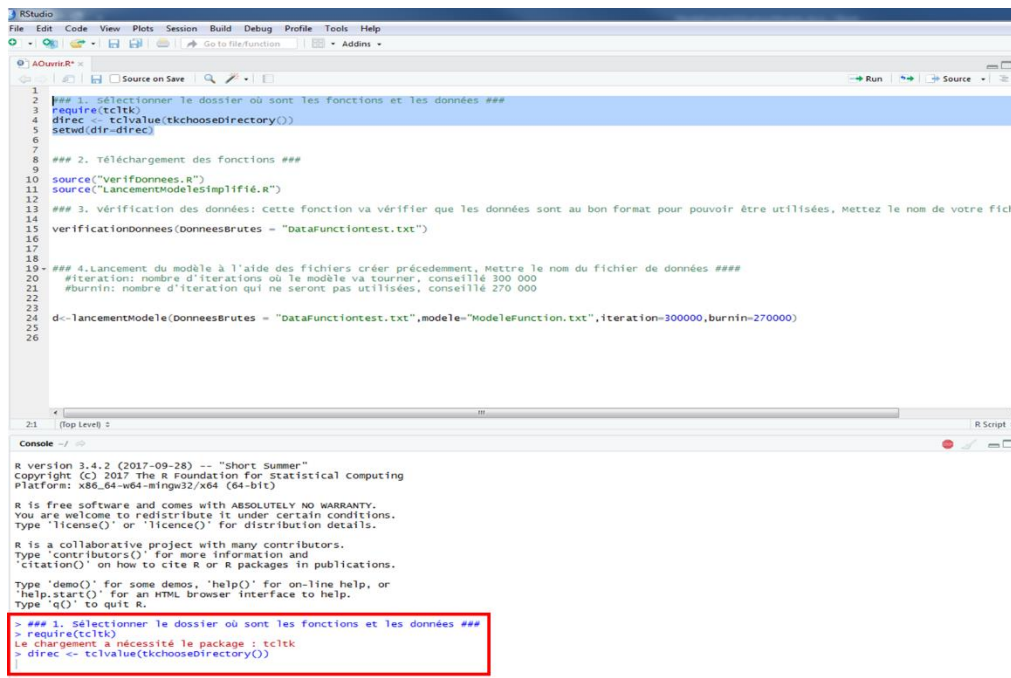 RStudio
File Edit Code View Plots Session Build Debug Profile Tools Help
Go to file/function Addins
AOuvrir.R*
Source on Save Run Source
1
2 ### 1. Sélectionner le dossier où sont les fonctions et les données ###
3 require(tcltk)
4 direc <- tclvalue(tkchooseDirectory())
5 setwd(dir=direc)
6
7
8 ### 2. Téléchargement des fonctions ###
9
10 source("VerifDonnees.R")
11 source("LancementModeleSimplifié.R")
12
13 ### 3. Vérification des données: Cette fonction va vérifier que les données sont au bon format pour pouvoir être utilisées, Mettez le nom de votre fich
14
15 verificationDonnees(DonneesBrutes = "DataFunctiontest.txt")
16
17
18
19 ### 4.Lancement du modèle à l'aide des fichiers créer précedemment, Mettre le nom du fichier de données ####
20 #iteration: nombre d'iterations où le modèle va tourner, conseillé 300 000
21 #burnin: nombre d'iteration qui ne seront pas utilisées, conseillé 270 000
22
23
24 d<-lancementModele(DonneesBrutes = "DataFunctiontest.txt",modele="ModeleFunction.txt",iteration=300000,burnin=270000)
25
26
2:1 (Top Level) R Script
Console ~/
R version 3.4.2 (2017-09-28) -- "Short Summer"
Copyright (C) 2017 The R Foundation for Statistical Computing
Platform: x86_64-w64-mingw32/x64 (64-bit)
R is free software and comes with ABSOLUTELY NO WARRANTY.
You are welcome to redistribute it under certain conditions.
Type 'license()' or 'licence()' for distribution details.
R is a collaborative project with many contributors.
Type 'contributors()' for more information and
'citation()' on how to cite R or R packages in publications.
Type 'demo()' for some demos, 'help()' for on-line help, or
'help.start()' for an HTML browser interface to help.
Type 'q()' to quit R.
> ### 1. Sélectionner le dossier où sont les fonctions et les données ###
> require(tcltk)
Le chargement a nécessité le package : tcltk
> direc <- tclvalue(tkchooseDirectory())